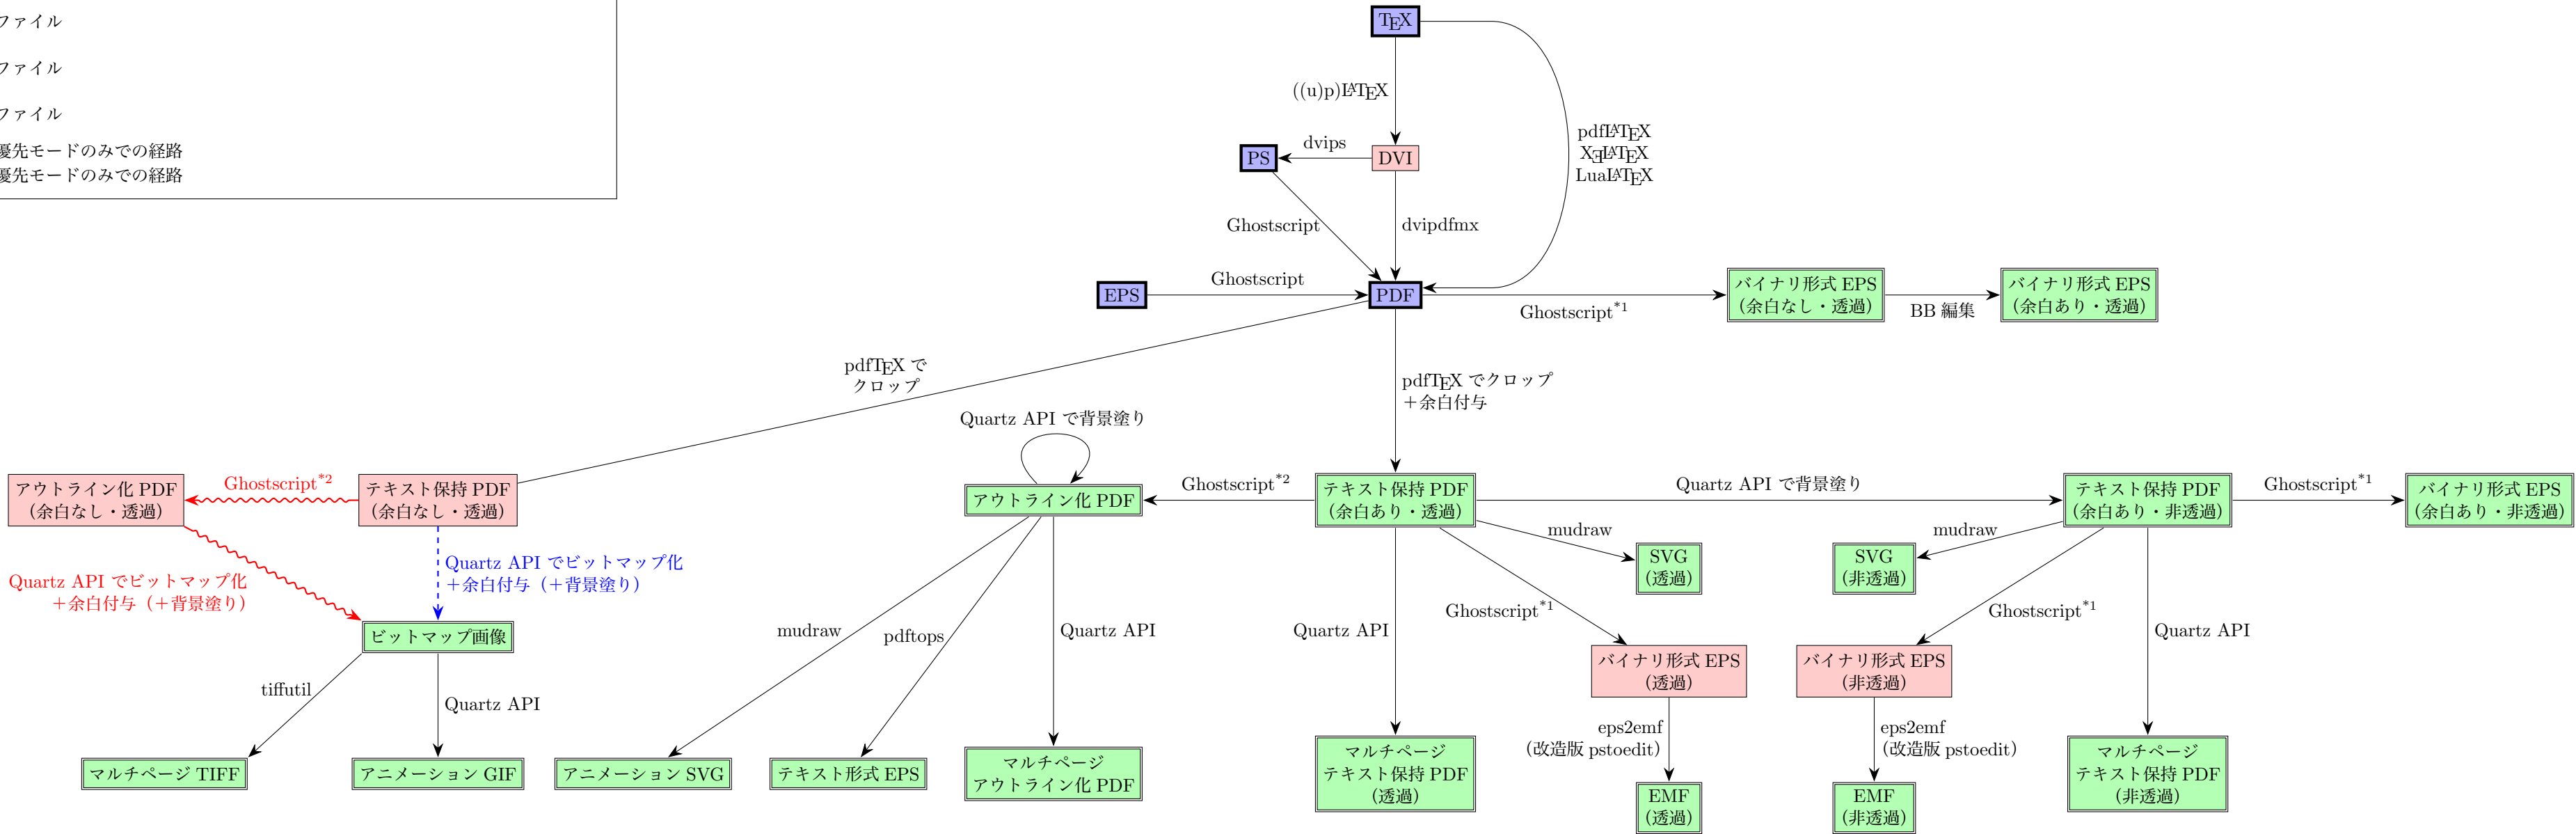 ファイル
ファイル
ファイル
優先モードのみでの経路
優先モードのみでの経路
TEX
((u)p)LATEX
pdfLATEX
XƎLATEX
LuaLATEX
dvips
PS
DVI
Ghostscript
dvipdfmx
EPS
Ghostscript
PDF
Ghostscript*1
バイナリ形式 EPS
(余白なし・透過)
BB 編集
バイナリ形式 EPS
(余白あり・透過)
pdfTEX で
クロップ
pdfTEX でクロップ
＋余白付与
Quartz API で背景塗り
アウトライン化 PDF
(余白なし・透過)
Ghostscript*2
テキスト保持 PDF
(余白なし・透過)
アウトライン化 PDF
Ghostscript*2
テキスト保持 PDF
(余白あり・透過)
Quartz API で背景塗り
テキスト保持 PDF
(余白あり・非透過)
Ghostscript*1
バイナリ形式 EPS
(余白あり・非透過)
mudraw
SVG
(透過)
mudraw
SVG
(非透過)
Quartz API でビットマップ化
＋余白付与（＋背景塗り）
Quartz API でビットマップ化
＋余白付与（＋背景塗り）
ビットマップ画像
mudraw
pdftops
Quartz API
Quartz API
Ghostscript*1
Ghostscript*1
Quartz API
バイナリ形式 EPS
(透過)
バイナリ形式 EPS
(非透過)
tiffutil
Quartz API
eps2emf
(改造版 pstoedit)
eps2emf
(改造版 pstoedit)
マルチページ TIFF
アニメーション GIF
アニメーション SVG
テキスト形式 EPS
マルチページ
アウトライン化 PDF
マルチページ
テキスト保持 PDF
(透過)
EMF
(透過)
EMF
(非透過)
マルチページ
テキスト保持 PDF
(非透過)